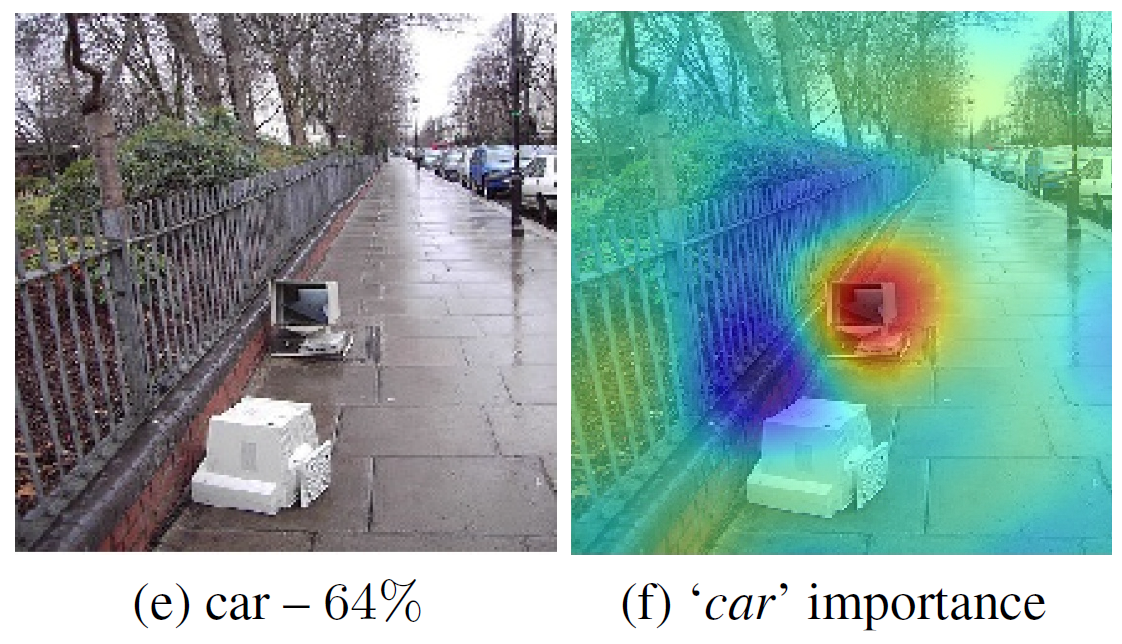 (e) car – 64%
(f) ‘car’ importance